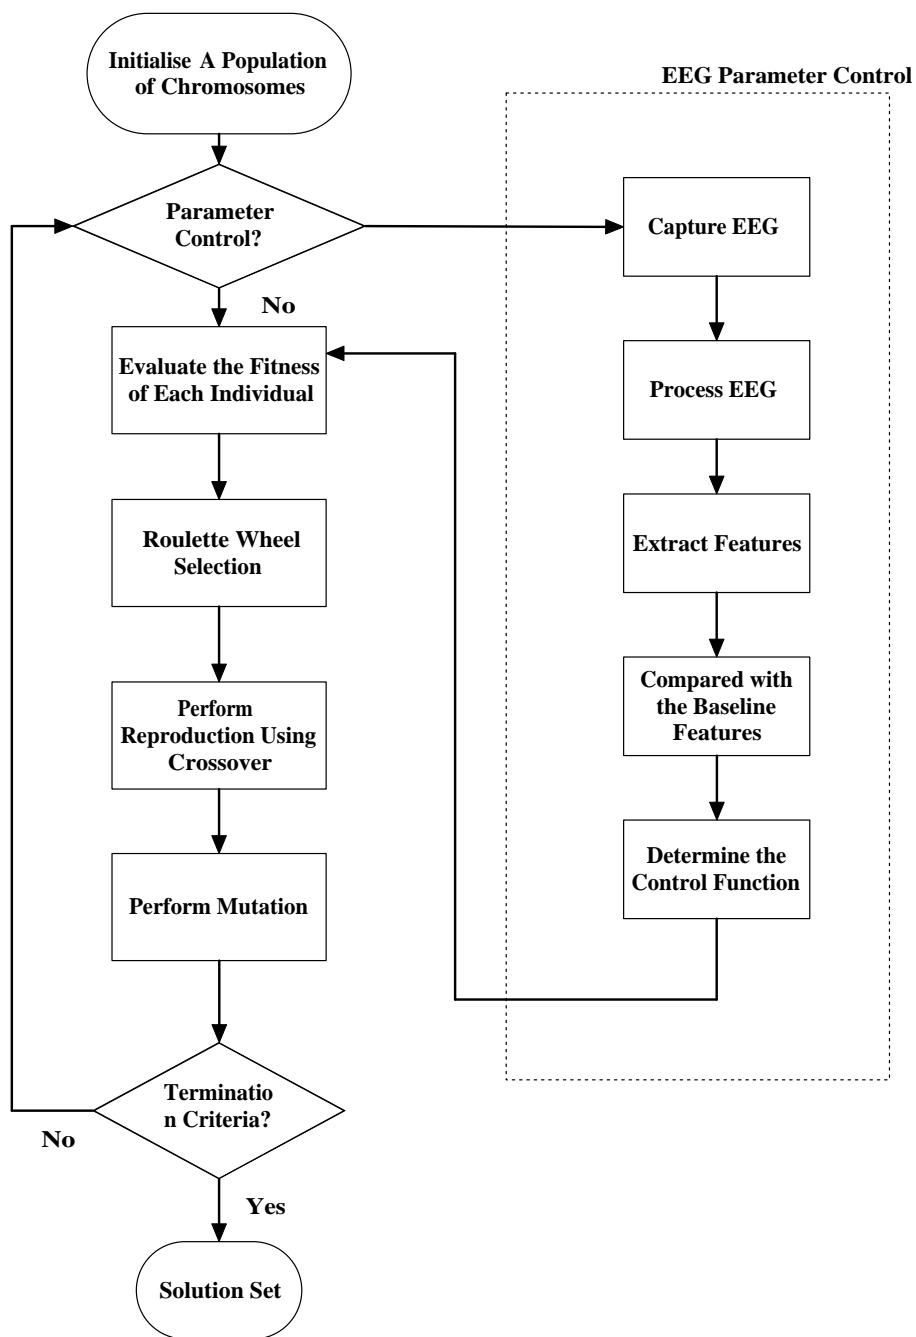 Initialise A Population
of Chromosomes
EEG Parameter Control
Parameter
Control?
Capture EEG
No
Evaluate the Fitness
of Each Individual
Process EEG
Roulette Wheel
Selection
Extract Features
Perform
Reproduction Using
Crossover
Compared with
the Baseline
Features
Perform Mutation
Determine the
Control Function
Terminatio
n Criteria?
No
Yes
Solution Set